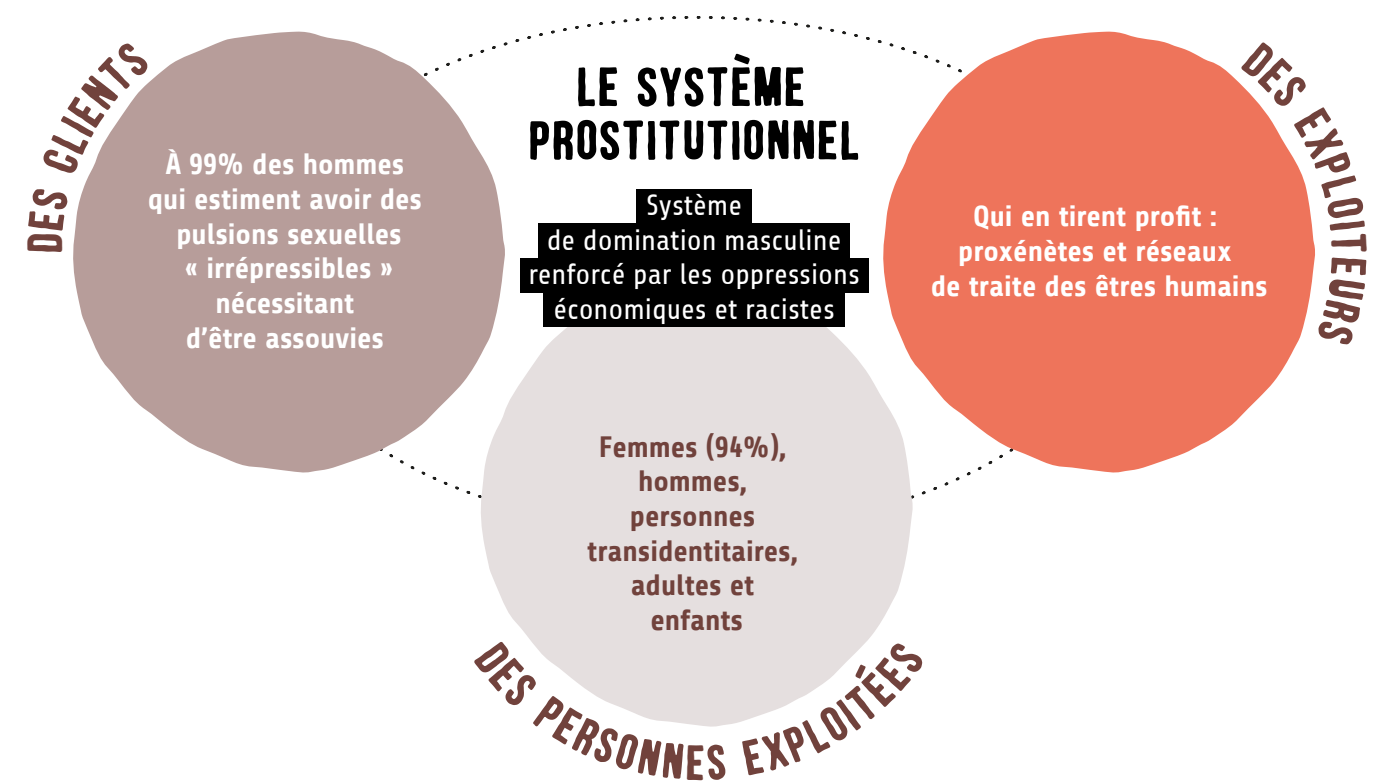 LE SYSTÈME
PROSTITUTIONNEL
Système
de domination masculine
renforcé par les oppressions
économiques et racistes
DES CLIENTS
À 99% des hommes
qui estiment avoir des
pulsions sexuelles
« irrépressibles »
nécessitant
d'être assouvies
DES EXPLOITEURS
Qui en tirent profit :
proxénètes et réseaux
de traite des êtres humains
Femmes (94%),
hommes,
personnes
transidentitaires,
adultes et
enfants
DES PERSONNES EXPLOITÉES